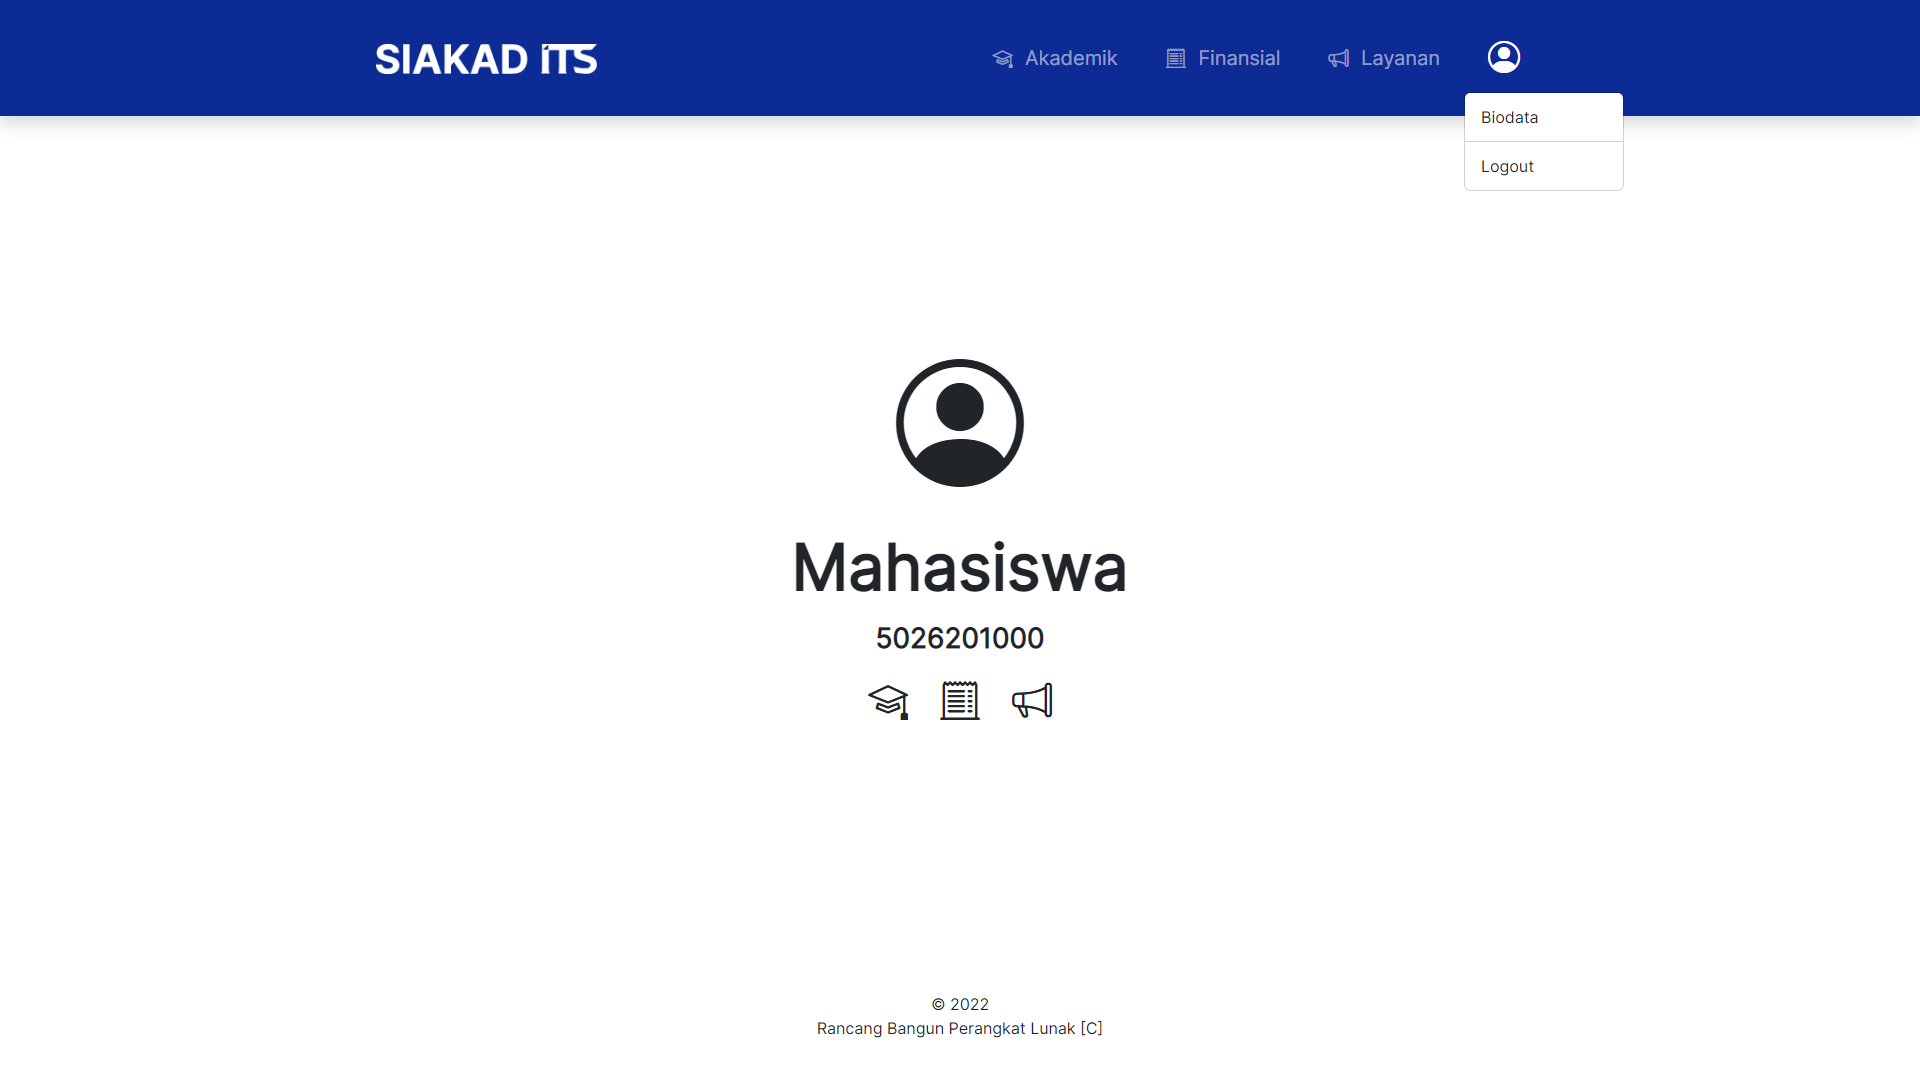 SIAKAD ITS
Akademik
Finansial
Layanan
Biodata
Logout
Mahasiswa
5026201000
© 2022
Rancang Bangun Perangkat Lunak [C]